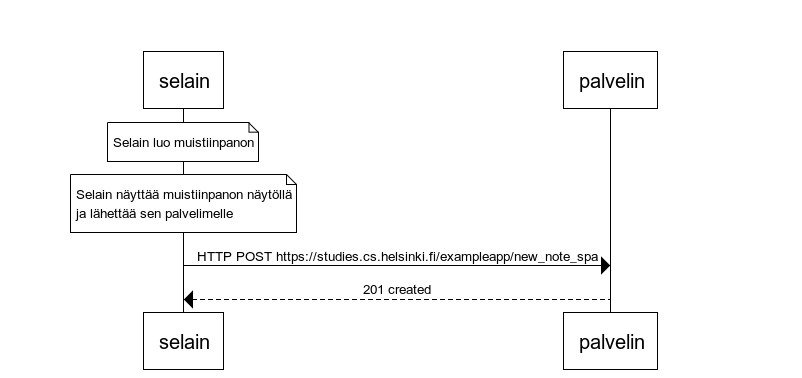 selain
palvelin
Selain luo muistiinpanon
Selain näyttää muistiinpanon näytöllä
ja lähettää sen palvelimelle
HTTP POST https://studies.cs.helsinki.fi/exampleapp/new_note_spa
201 created
selain
palvelin